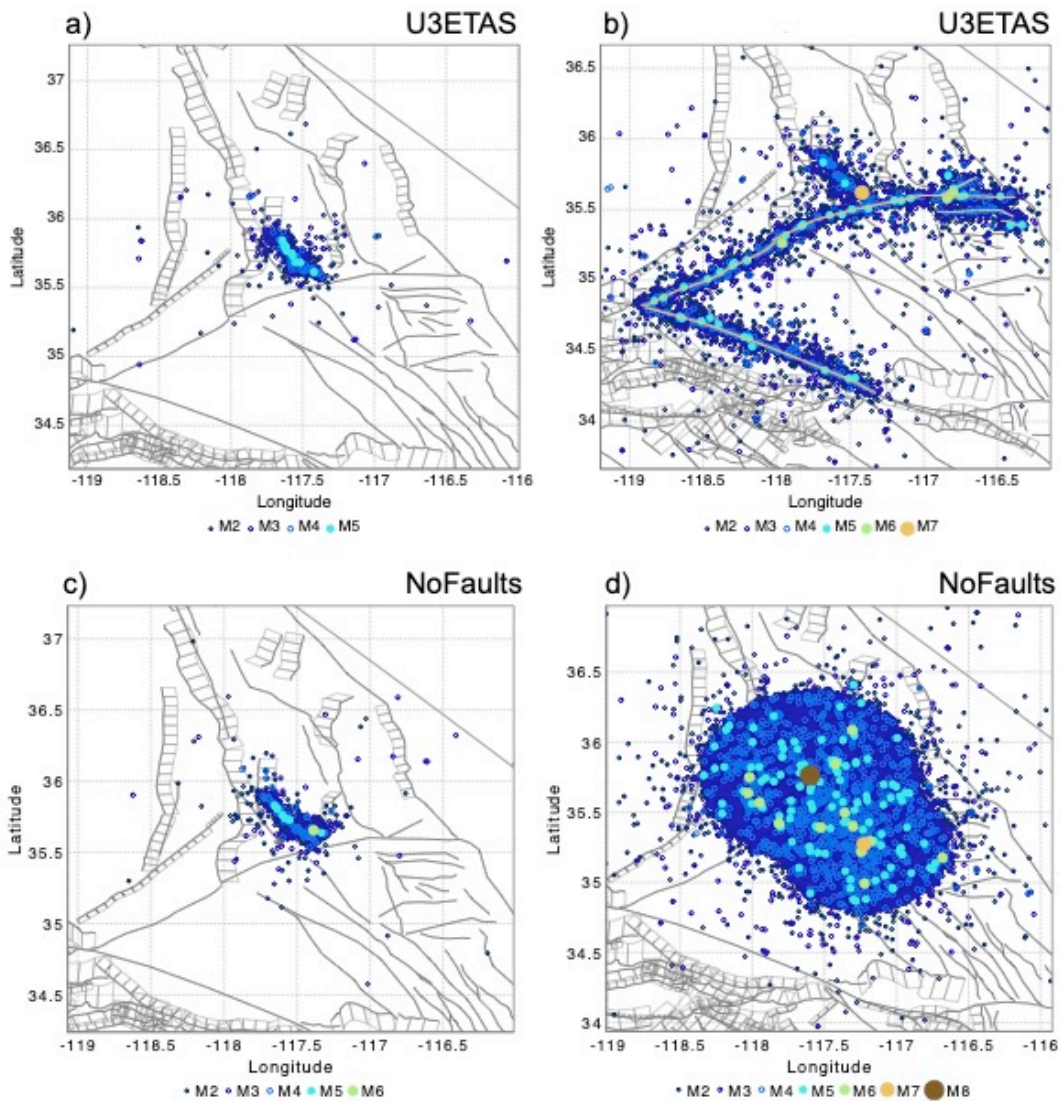 a) U3ETAS
37
36.5
36
35.5
35
34.5
Latitude
-119 -118.5 -118 -117.5 -117 -116.5 -116
Longitude
M2 M3 M4 M5
b) U3ETAS
36.5
36
35.5
35
34.5
34
Latitude
-119 -118.5 -118 -117.5 -117 -116.5
Longitude
M2 M3 M4 M5 M6 M7
c) NoFaults
37
36.5
36
35.5
35
34.5
Latitude
-119 -118.5 -118 -117.5 -117 -116.5 -116
Longitude
M2 M3 M4 M5 M6
d) NoFaults
36.5
36
35.5
35
34.5
34
Latitude
-119 -118.5 -118 -117.5 -117 -116.5 -116
Longitude
M2 M3 M4 M5 M6 M7 M8